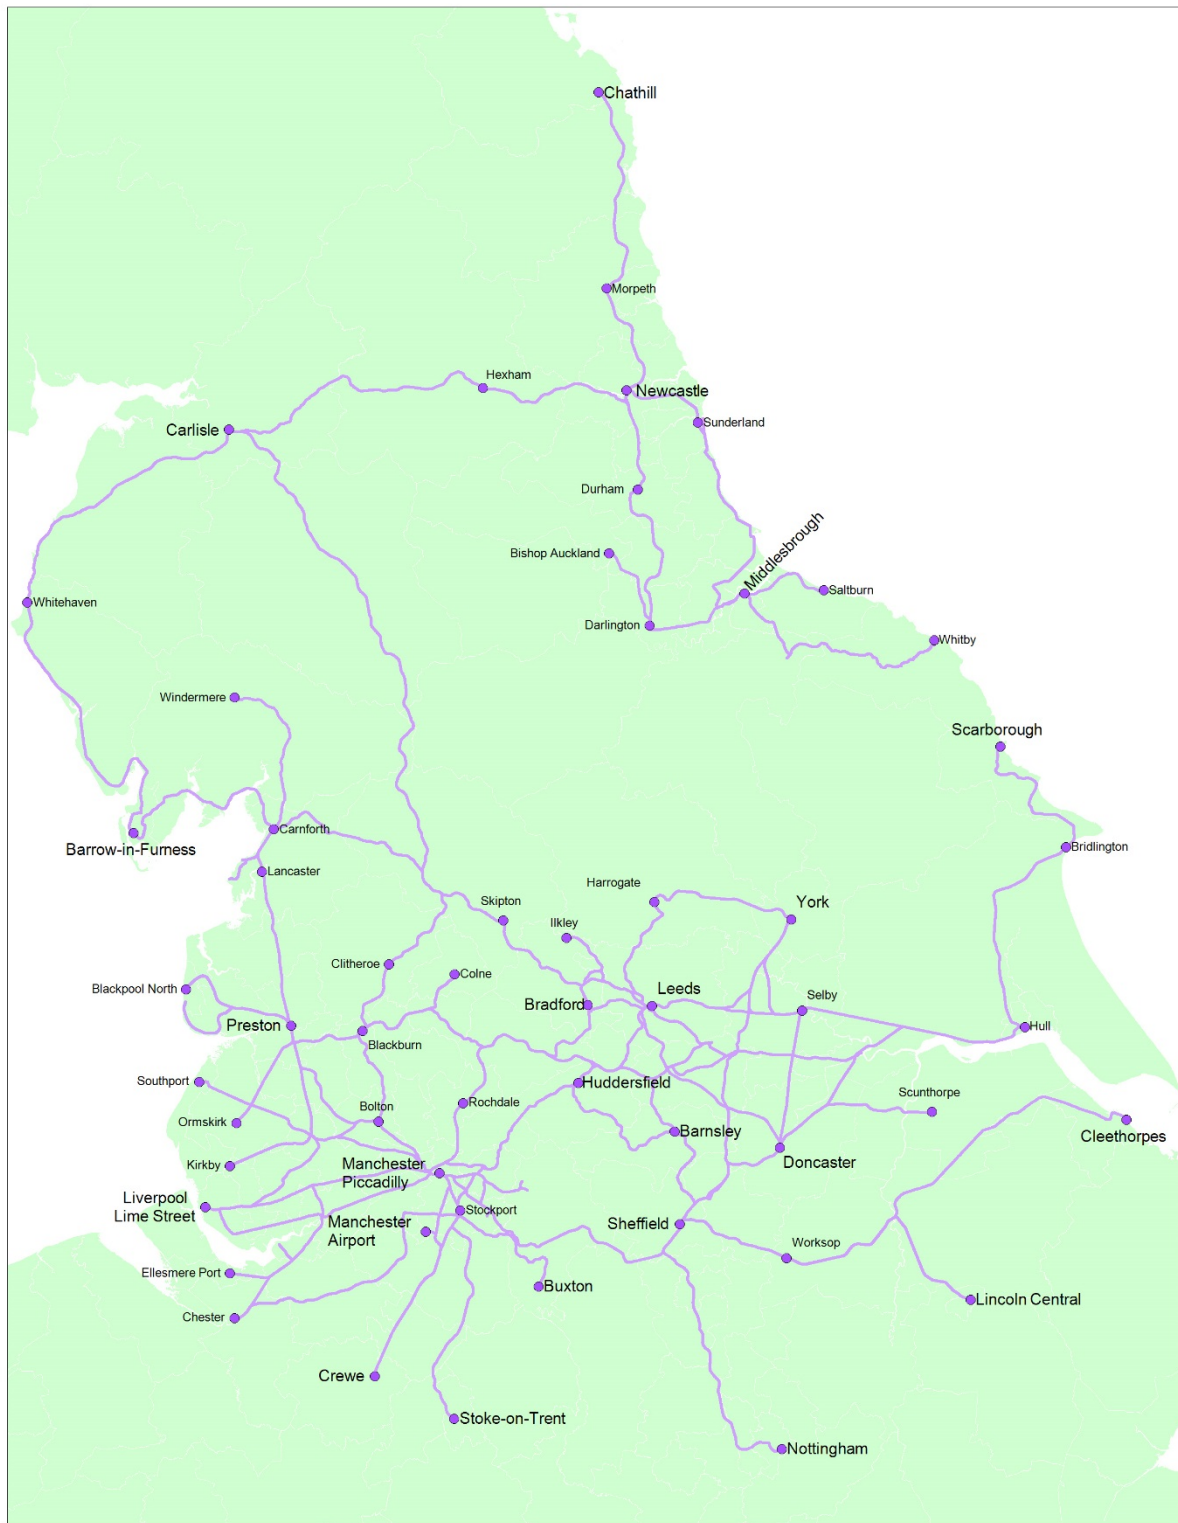 Chathill
Morpeth
Hexham
Newcastle
Carlisle
Sunderland
Durham
Middlesbrough
Bishop Auckland
Saltburn
Whitehaven
Darlington
Whitby
Windermere
Scarborough
Carnforth
Barrow-in-Furness
Bridlington
Lancaster
Harrogate
Skipton
York
Ilkley
Clitheroe
Colne
Blackpool North
Leeds
Selby
Bradford
Preston
Blackburn
Hull
Southport
Huddersfield
Scunthorpe
Rochdale
Bolton
Ormskirk
Barnsley
Cleethorpes
Kirkby
Manchester
Piccadilly
Doncaster
Liverpool
Lime Street
Stockport
Manchester
Airport
Sheffield
Worksop
Ellesmere Port
Buxton
Chester
Lincoln Central
Crewe
Stoke-on-Trent
Nottingham